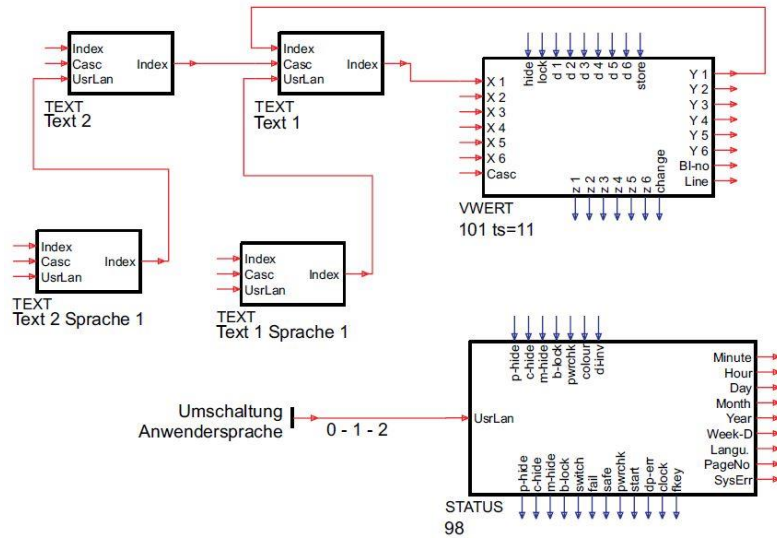 Index
Casc
UsrLan
Index
TEXT
Text 2
Index
Casc
UsrLan
Index
TEXT
Text 1
hide
lock
d 1
d 2
d 3
d 4
d 5
d 6
store
X 1
X 2
X 3
X 4
X 5
X 6
Casc
Y 1
Y 2
Y 3
Y 4
Y 5
Y 6
BI-no
Line
z 1
z 2
z 3
z 4
z 5
z 6
change
VWERT
101 ts=11
Index
Casc
UsrLan
Index
TEXT
Text 2 Sprache 1
Index
Casc
UsrLan
Index
TEXT
Text 1 Sprache 1
Umschaltung
Anwendersprache
0 - 1 - 2
p-hide
c-hide
m-hide
b-lock
pwrchk
colour
di-inv
UsrLan
Minute
Hour
Day
Month
Year
Week-D
Langu.
PageNo
SysErr
p-hide
c-hide
m-hide
b-lock
switch
fail
safe
pwrchk
start
dp-err
clock
fkey
STATUS
98